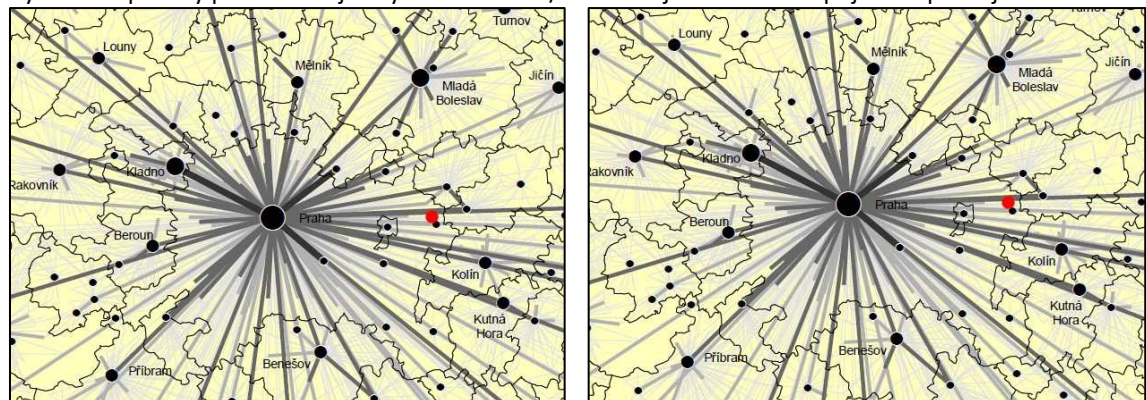 Louny
Mělník
Mladá
Boleslav
Jičín
Turnov
Kladno
Rakovník
Praha
Beroun
Kolín
Kutná
Hora
Benešov
Příbram
Louny
Mělník
Mladá
Boleslav
Jičín
Kladno
Praha
Beroun
Kolín
Kutná
Hora
Benešov
Příbram